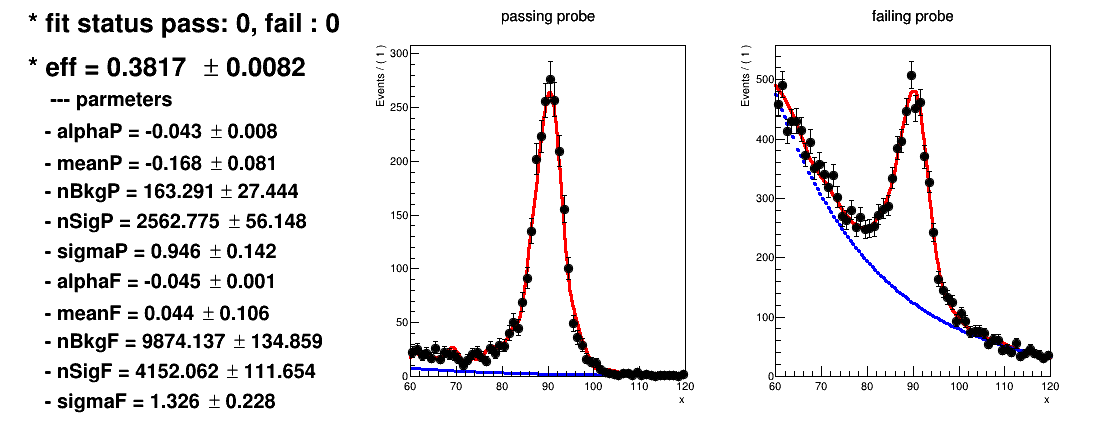 * fit status pass: 0, fail : 0
* eff = 0.3817 ± 0.0082
--- parmeters
- alphaP = -0.043 ± 0.008
- meanP = -0.168 ± 0.081
- nBkgP = 163.291 ± 27.444
- nSigP = 2562.775 ± 56.148
- sigmaP = 0.946 ± 0.142
- alphaF = -0.045 ± 0.001
- meanF = 0.044 ± 0.106
- nBkgF = 9874.137 ± 134.859
- nSigF = 4152.062 ± 111.654
- sigmaF = 1.326 ± 0.228
passing probe
Events / ( 1 )
300
250
200
150
100
50
0
60 70 80 90 100 110 120
x
failing probe
Events / ( 1 )
500
400
300
200
100
0
60 70 80 90 100 110 120
x